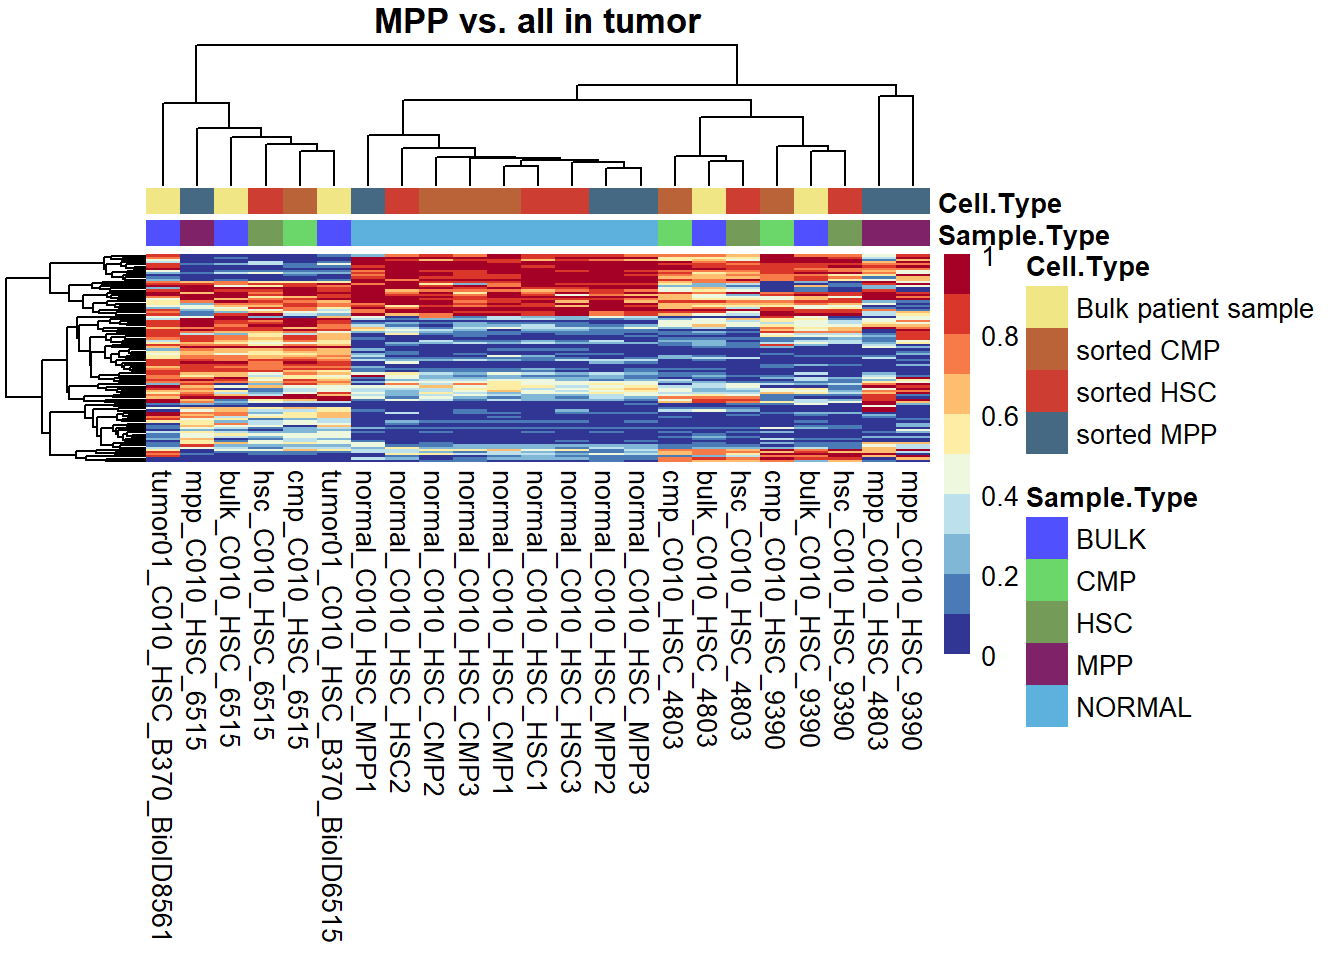 MPP vs. all in tumor
Cell.Type
Sample.Type
1
0.8
0.6
0.4
0.2
0
Cell.Type
Bulk patient sample
sorted CMP
sorted HSC
sorted MPP
Sample.Type
BULK
CMP
HSC
MPP
NORMAL
tumor01_C010_HSC_B370_BioID8561
mpp_C010_HSC_6515
bulk_C010_HSC_6515
hsc_C010_HSC_6515
cmp_C010_HSC_6515
tumor01_C010_HSC_B370_BioID6515
normal_C010_HSC_MPP1
normal_C010_HSC_HSC2
normal_C010_HSC_CMP2
normal_C010_HSC_CMP3
normal_C010_HSC_CMP1
normal_C010_HSC_HSC1
normal_C010_HSC_HSC3
normal_C010_HSC_MPP2
normal_C010_HSC_MPP3
cmp_C010_HSC_4803
bulk_C010_HSC_4803
hsc_C010_HSC_4803
cmp_C010_HSC_9390
bulk_C010_HSC_9390
hsc_C010_HSC_9390
mpp_C010_HSC_4803
mpp_C010_HSC_9390